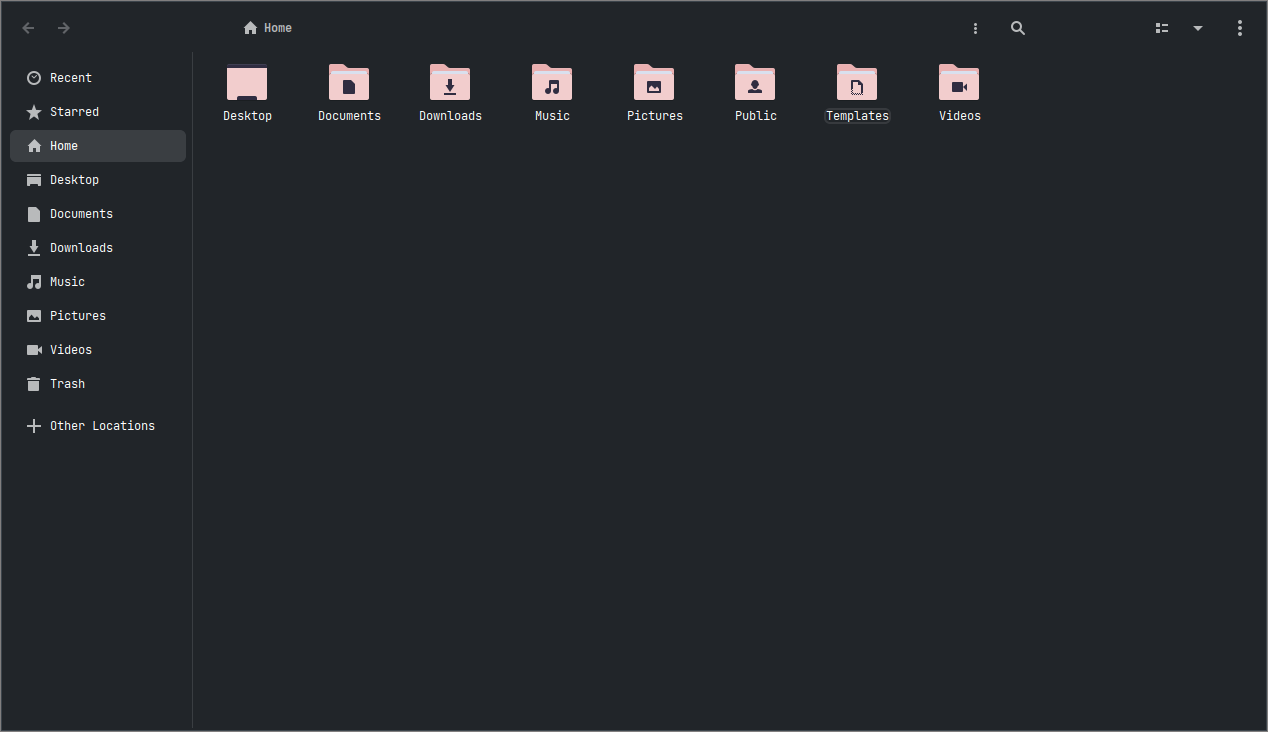 Home
Recent
Starred
Home
Desktop
Documents
Downloads
Music
Pictures
Videos
Trash
Other Locations
Desktop Documents Downloads Music Pictures Public Templates Videos